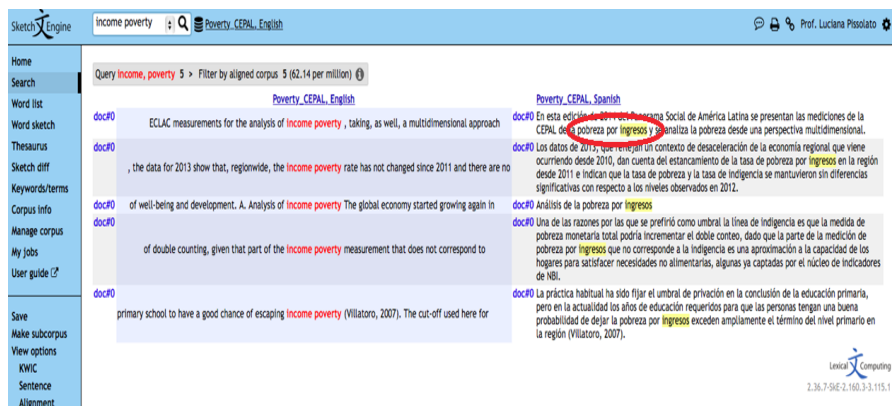 Sketch Engine
income poverty
Poverty_CEPAL, English
Prof. Luciana Pissolato
Home
Search
Word list
Word sketch
Thesaurus
Sketch diff
Keywords/terms
Corpus info
Manage corpus
My jobs
User guide
Save
Make subcorpus
View options
KWIC
Sentence
Alignment
Query income, poverty 5 > Filter by aligned corpus 5 (62.14 per million)
Poverty_CEPAL, English
Poverty_CEPAL, Spanish
doc#0 ECLAC measurements for the analysis of income poverty , taking, as well, a multidimensional approach
doc#0 En esta edición de 2014 del Panorama Social de América Latina se presentan las mediciones de
CEPAL de la pobreza por ingresos y se analiza la pobreza desde una perspectiva multidimensional.
doc#0 , the data for 2013 show that, regionwide, the income poverty rate has not changed since 2011 and there are no
doc#0 Los datos de 2013, que reflejan un contexto de desaceleración de la economía regional que viene
ocurriendo desde 2010, dan cuenta del estancamiento de la tasa de pobreza por ingresos en la región
desde 2011 e indican que la tasa de pobreza y la tasa de indigencia se mantuvieron sin diferencias
significativas con respecto a los niveles observados en 2012.
doc#0 of well-being and development. A. Analysis of income poverty The global economy started growing again in
doc#0 Análisis de la pobreza por ingresos
doc#0 of double counting, given that part of the income poverty measurement that does not correspond to
doc#0 Una de las razones por las que se prefirió como umbral la línea de indigencia es que la medida de
pobreza monetaria total podría incrementar el doble conteo, dado que la parte de la medición de
pobreza por ingresos que no corresponde a la indigencia es una aproximación a la capacidad de los
hogares para satisfacer necesidades no alimentarias, algunas ya captadas por el núcleo de indicadores
de NBI.
doc#0 primary school to have a good chance of escaping income poverty (Villatoro, 2007). The cut-off used here for
doc#0 La práctica habitual ha sido fijar el umbral de privación en la conclusión de la educación primaria,
pero en la actualidad los años de educación requeridos para que las personas tengan una buena
probabilidad de dejar la pobreza por ingresos exceden ampliamente el término del nivel primario en
la región (Villatoro, 2007).
Lexical Computing
2.36.7-SkE-2.160.3-3.115.1